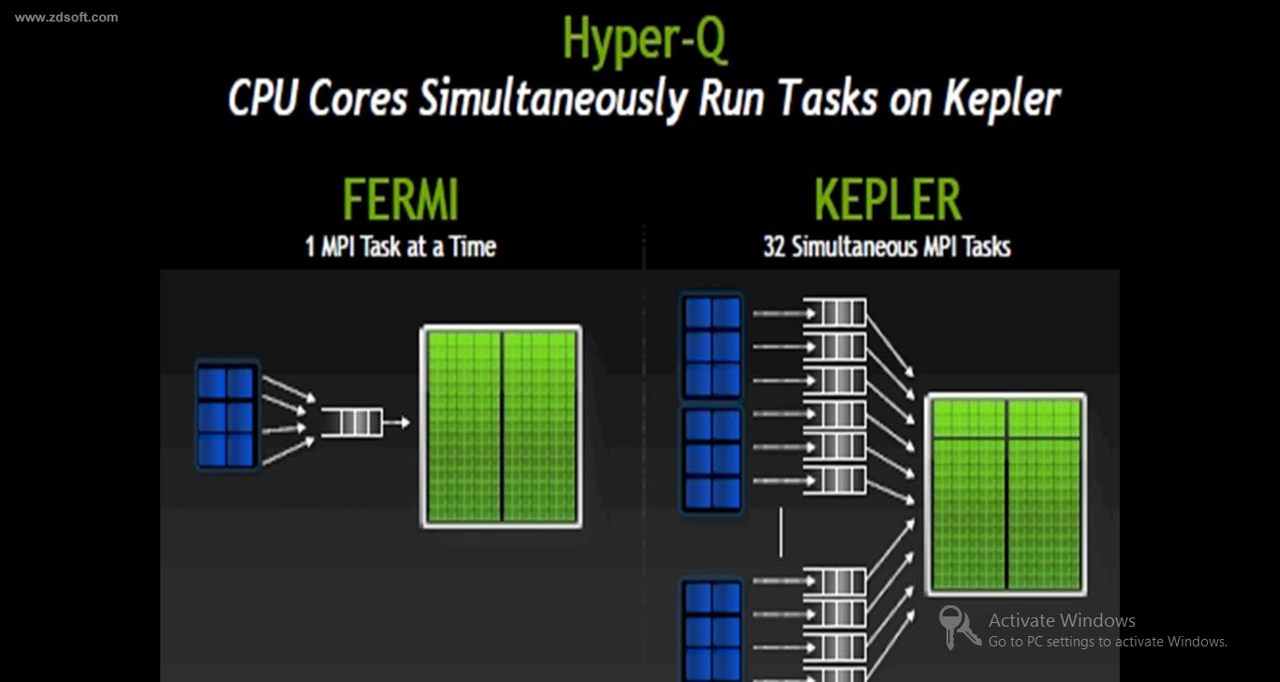 www.zdsoft.com
Hyper-Q
CPU Cores Simultaneously Run Tasks on Kepler
FERMI
1 MPI Task at a Time
KEPLER
32 Simultaneous MPI Tasks
Activate Windows
Go to PC settings to activate Windows.